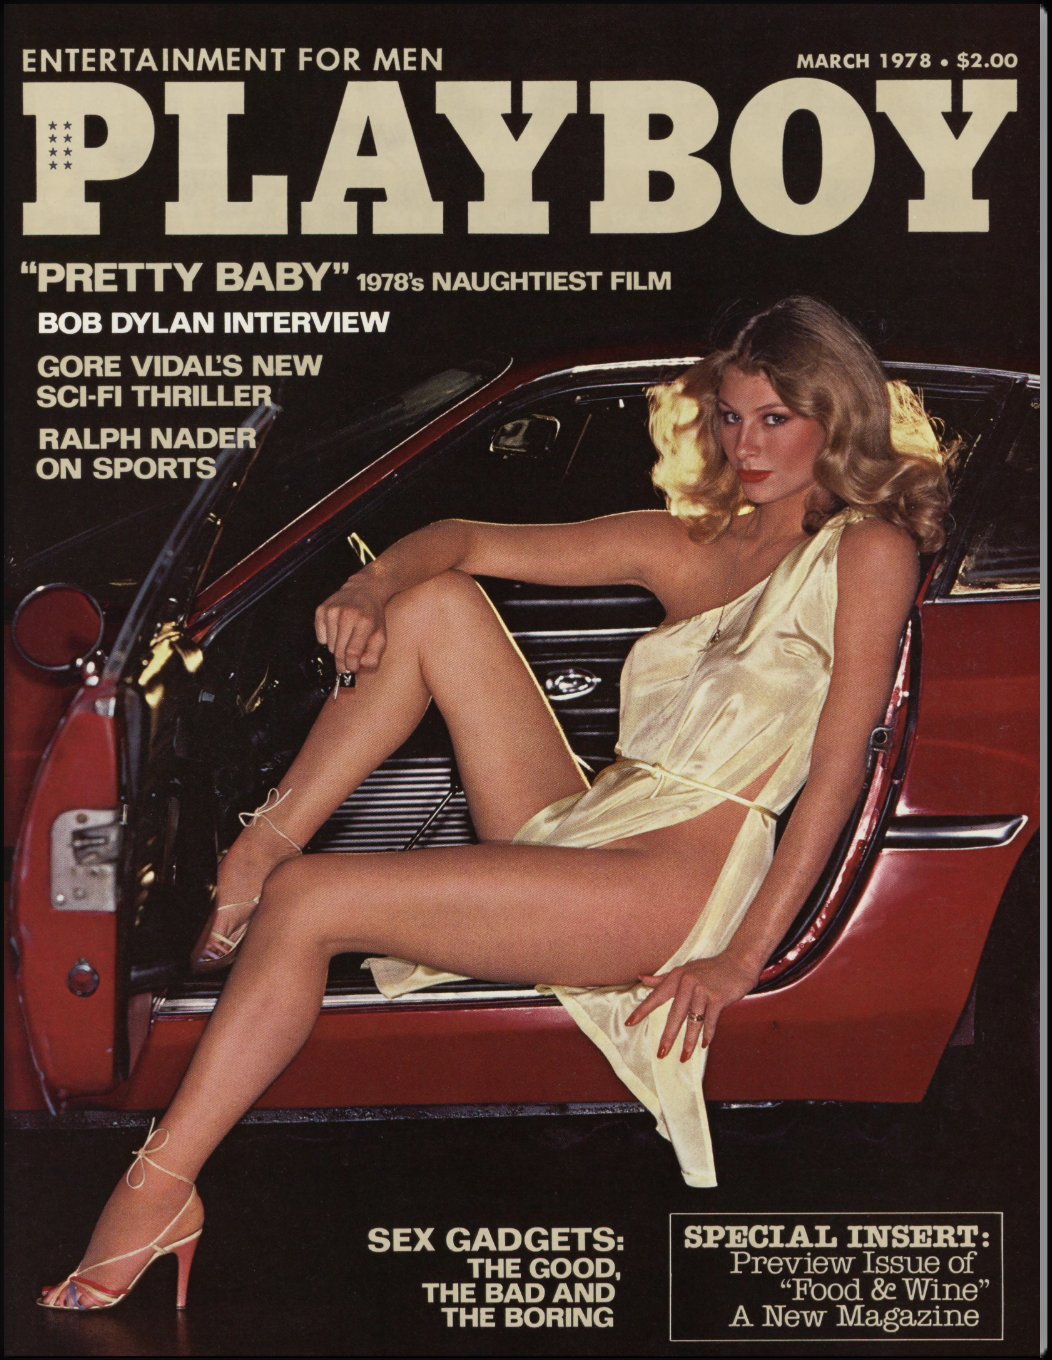 ENTERTAINMENT FOR MEN
MARCH 1978 • $2.00
PLAYBOY
“PRETTY BABY” 1978's NAUGHTIEST FILM
BOB DYLAN INTERVIEW
GORE VIDAL'S NEW
SCI-FI THRILLER
RALPH NADER
ON SPORTS
SEX GADGETS:
THE GOOD,
THE BAD AND
THE BORING
SPECIAL INSERT:
Preview Issue of
“Food & Wine”
A New Magazine